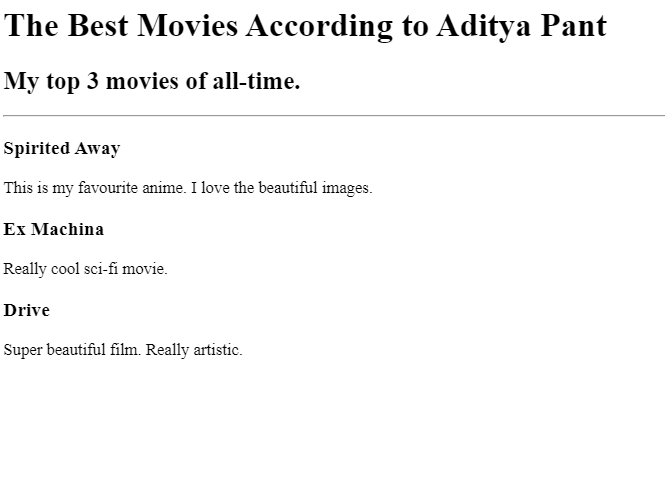 The Best Movies According to Aditya Pant
My top 3 movies of all-time.
Spirited Away
This is my favourite anime. I love the beautiful images.
Ex Machina
Really cool sci-fi movie.
Drive
Super beautiful film. Really artistic.